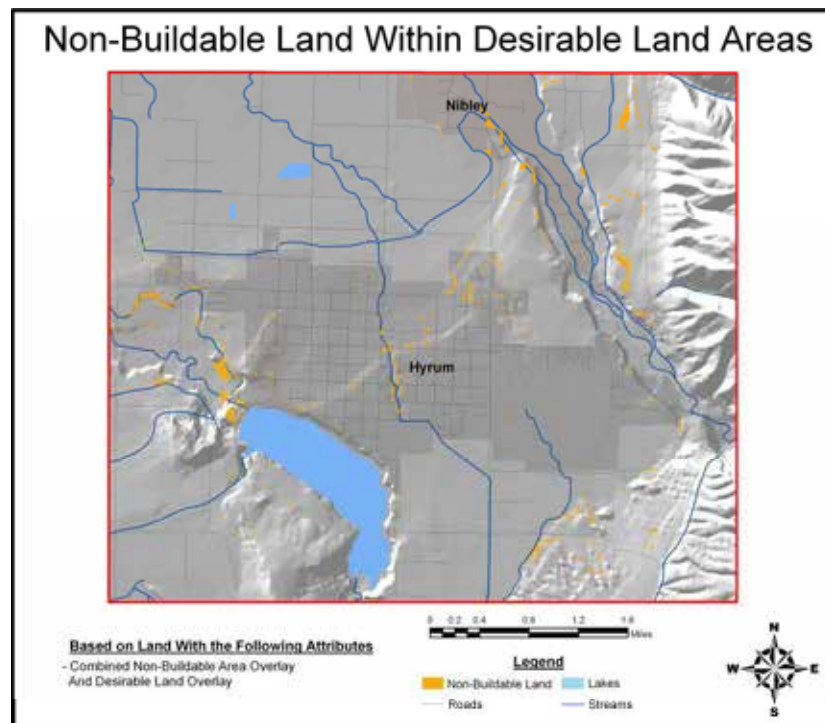 Non-Buildable Land Within Desirable Land Areas
Nibley
Hyrum
0 0.2 0.4 0.8 1.2 1.6
Miles
Based on Land With the Following Attributes
- Combined Non-Buildable Area Overlay
And Desirable Land Overlay
Legend
Non-Buildable Land Lakes
Roads Streams
N
W E
S